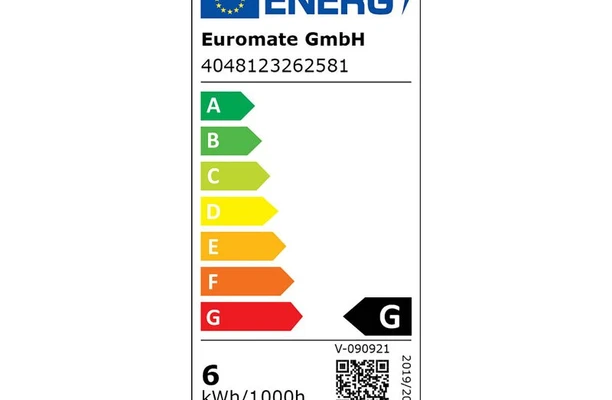 ENERG
Euromate GmbH
4048123262581
A
B
C
D
E
F
G
G
V-090921
6
kWh/1000h